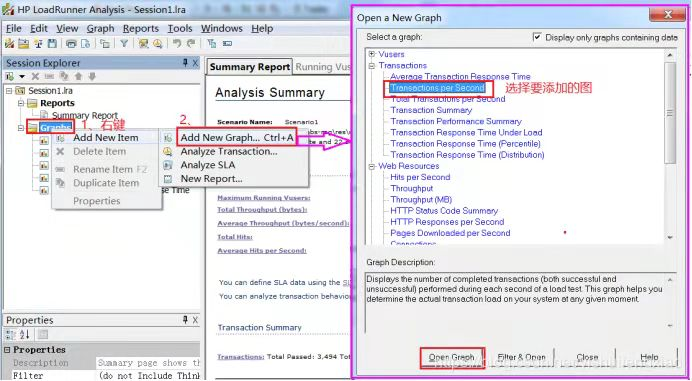 HP LoadRunner Analysis - Session1.lra
File Edit View Graph Reports Tools Windows Help
Session Explorer
Session1.lra
Reports
Summary Report
Graphs
1、右键
2、
Add New Item
Delete Item
Rename Item F2
Duplicate Item
Properties
Add New Graph... Ctrl+A
Analyze Transaction...
Analyze SLA
New Report...
Time
Summary Report
Running Vusers
Analysis Summary
Scenario Name: Scenario1
Maximum Running Vusers:
Total Throughput (bytes):
Average Throughput (bytes/second):
Total Hits:
Average Hits per Second:
You can define SLA data using the
You can analyze transaction behavior
Transaction Summary
Transactions: Total Passed: 3,494
Properties
Properties
Description Summary page shows th
Filter (do not Include Thin
Open a New Graph
Select a graph:
Display only graphs containing data
Vusers
Transactions
Average Transaction Response Time
Transactions per Second
选择要添加的图
Total Transactions per Second
Transaction Summary
Transaction Performance Summary
Transaction Response Time Under Load
Transaction Response Time (Percentile)
Transaction Response Time (Distribution)
Web Resources
Hits per Second
Throughput
Throughput (MB)
HTTP Status Code Summary
HTTP Responses per Second
Pages Downloaded per Second
Connections
Graph Description:
Displays the number of completed transactions (both successful and
unsuccessful) performed during each second of a load test. This graph helps you
determine the actual transaction load on your system at any given moment.
Open Graph
Filter & Open
Close
Help